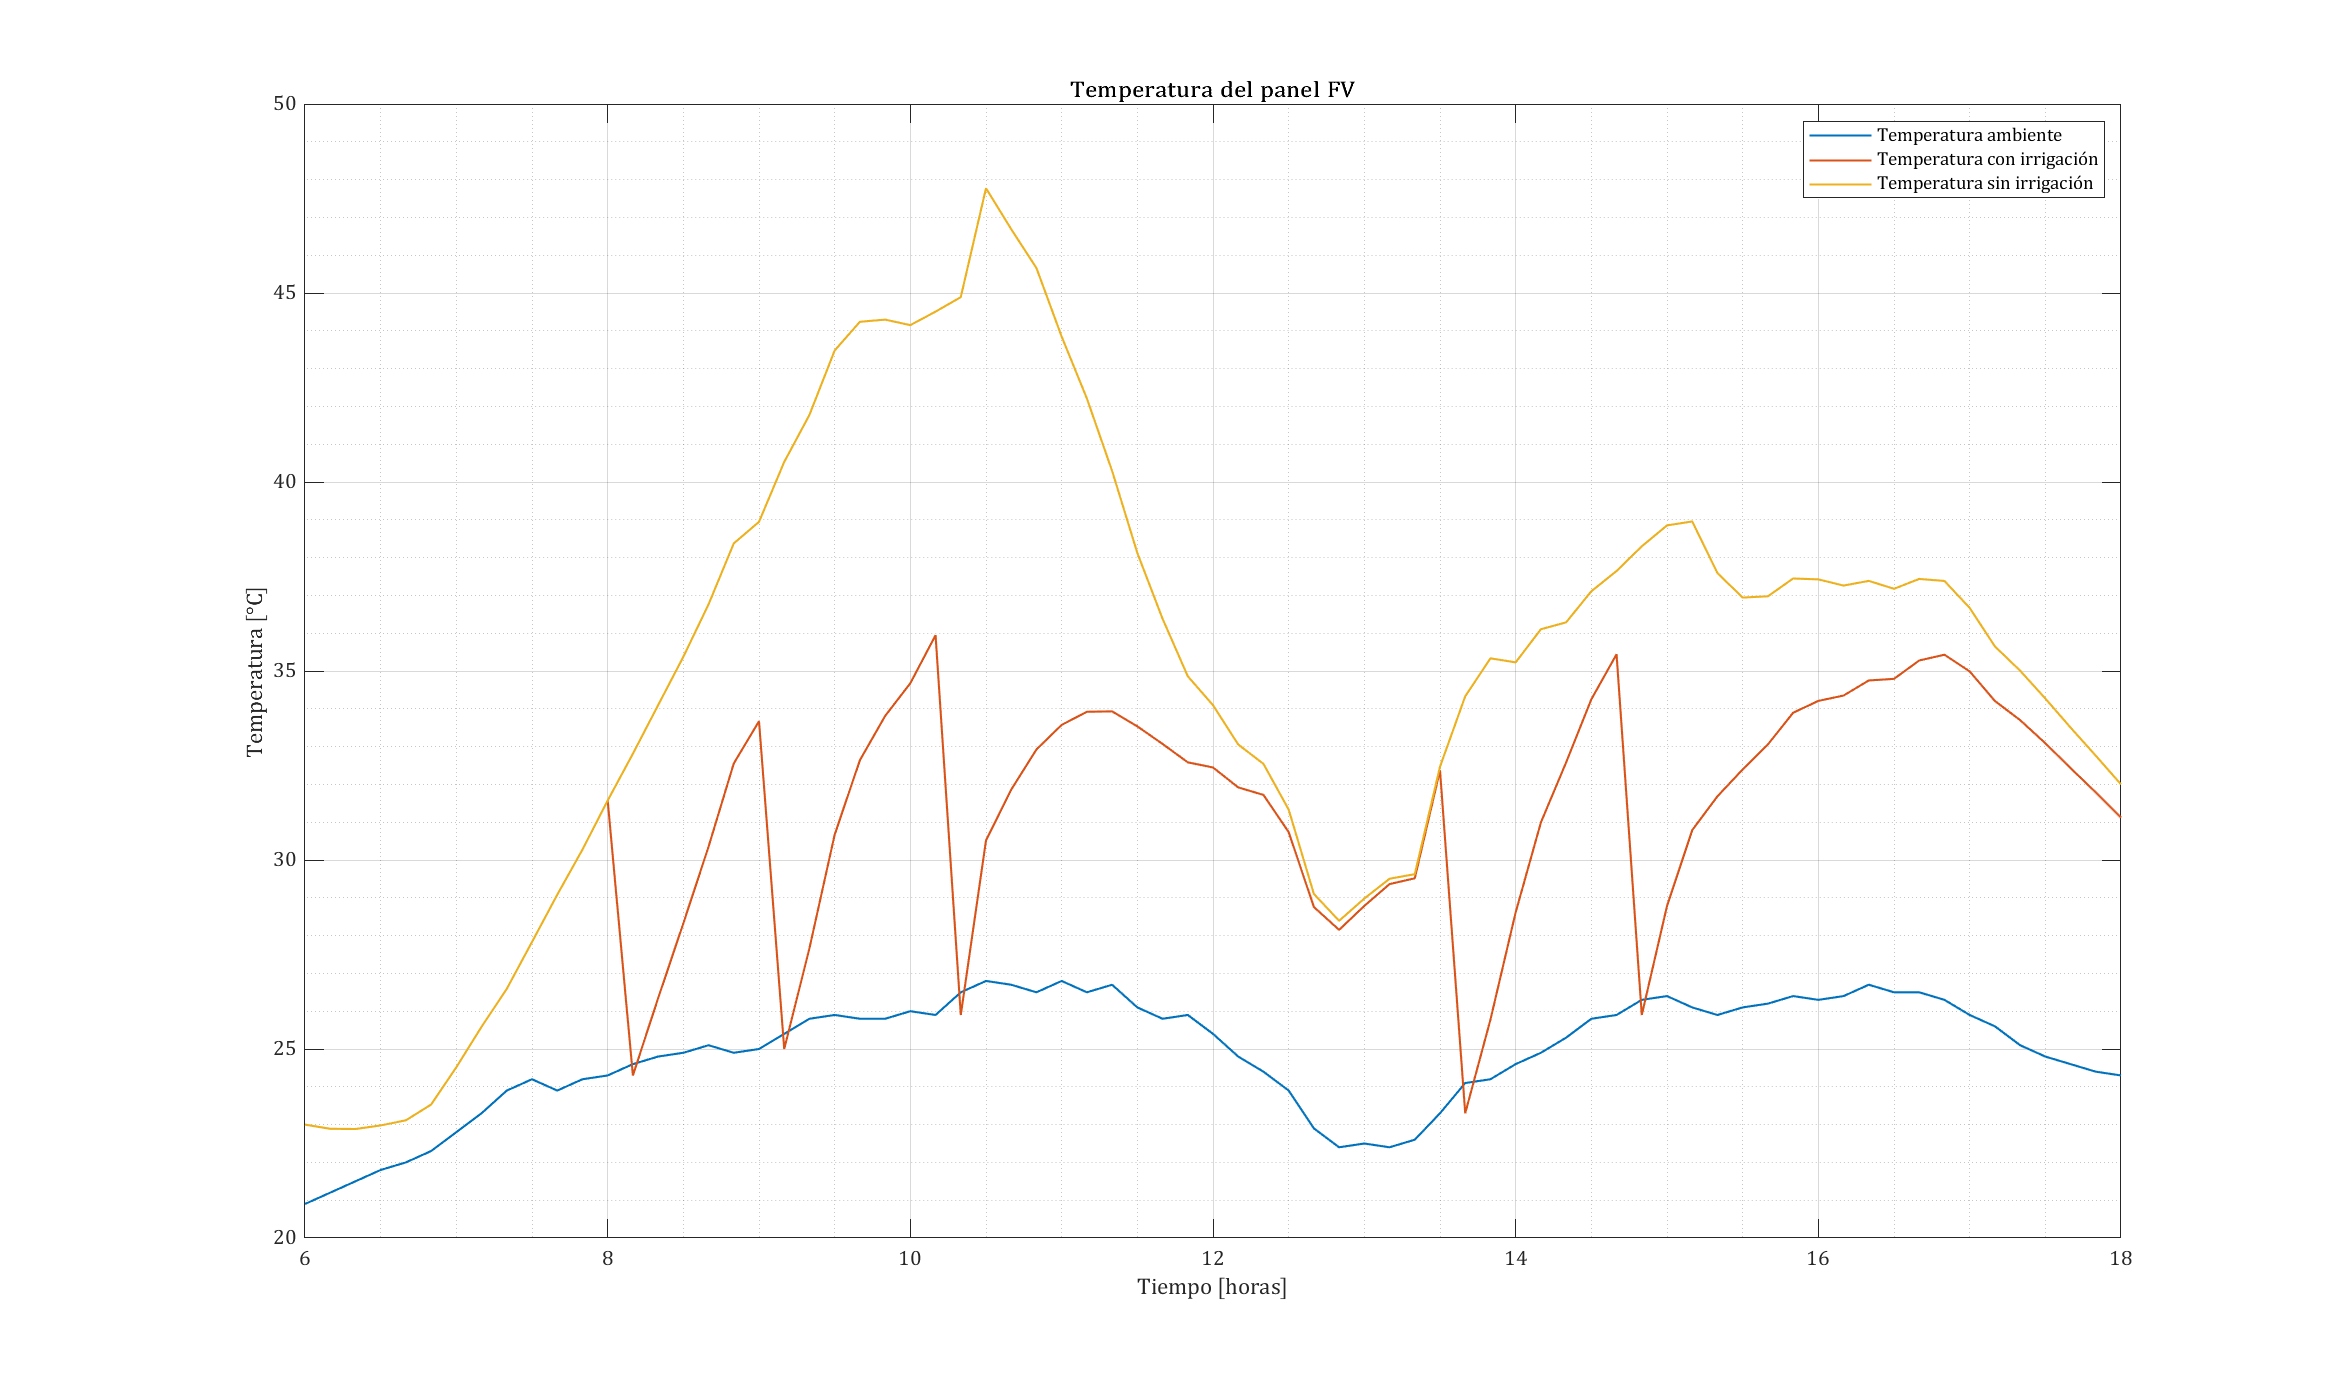 Temperatura del panel FV
Temperatura ambiente
Temperatura con irrigación
Temperatura sin irrigación
Temperatura [°C]
50
45
40
35
30
25
20
6 8 10 12 14 16 18
Tiempo [horas]